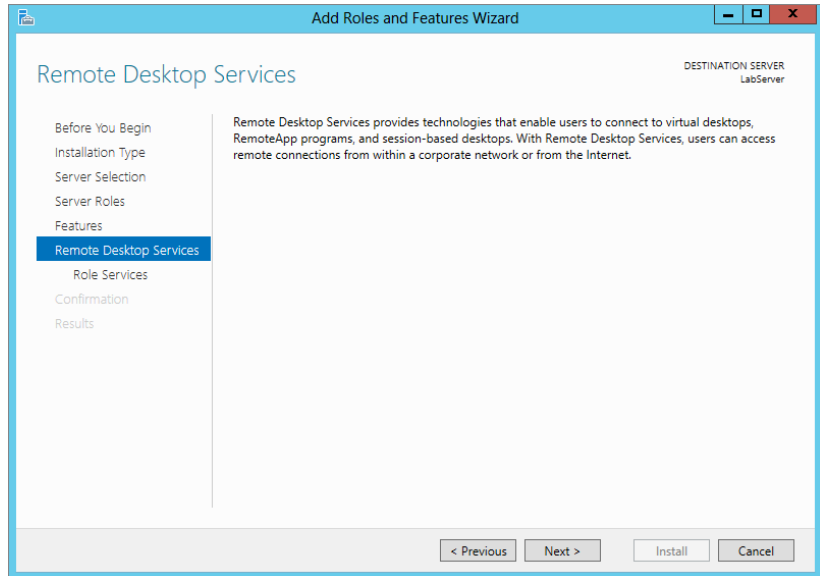 Add Roles and Features Wizard
Remote Desktop Services
DESTINATION SERVER
LabServer
Before You Begin
Installation Type
Server Selection
Server Roles
Features
Remote Desktop Services
Role Services
Confirmation
Results
Remote Desktop Services provides technologies that enable users to connect to virtual desktops,
RemoteApp programs, and session-based desktops. With Remote Desktop Services, users can access
remote connections from within a corporate network or from the Internet.
< Previous
Next >
Install
Cancel